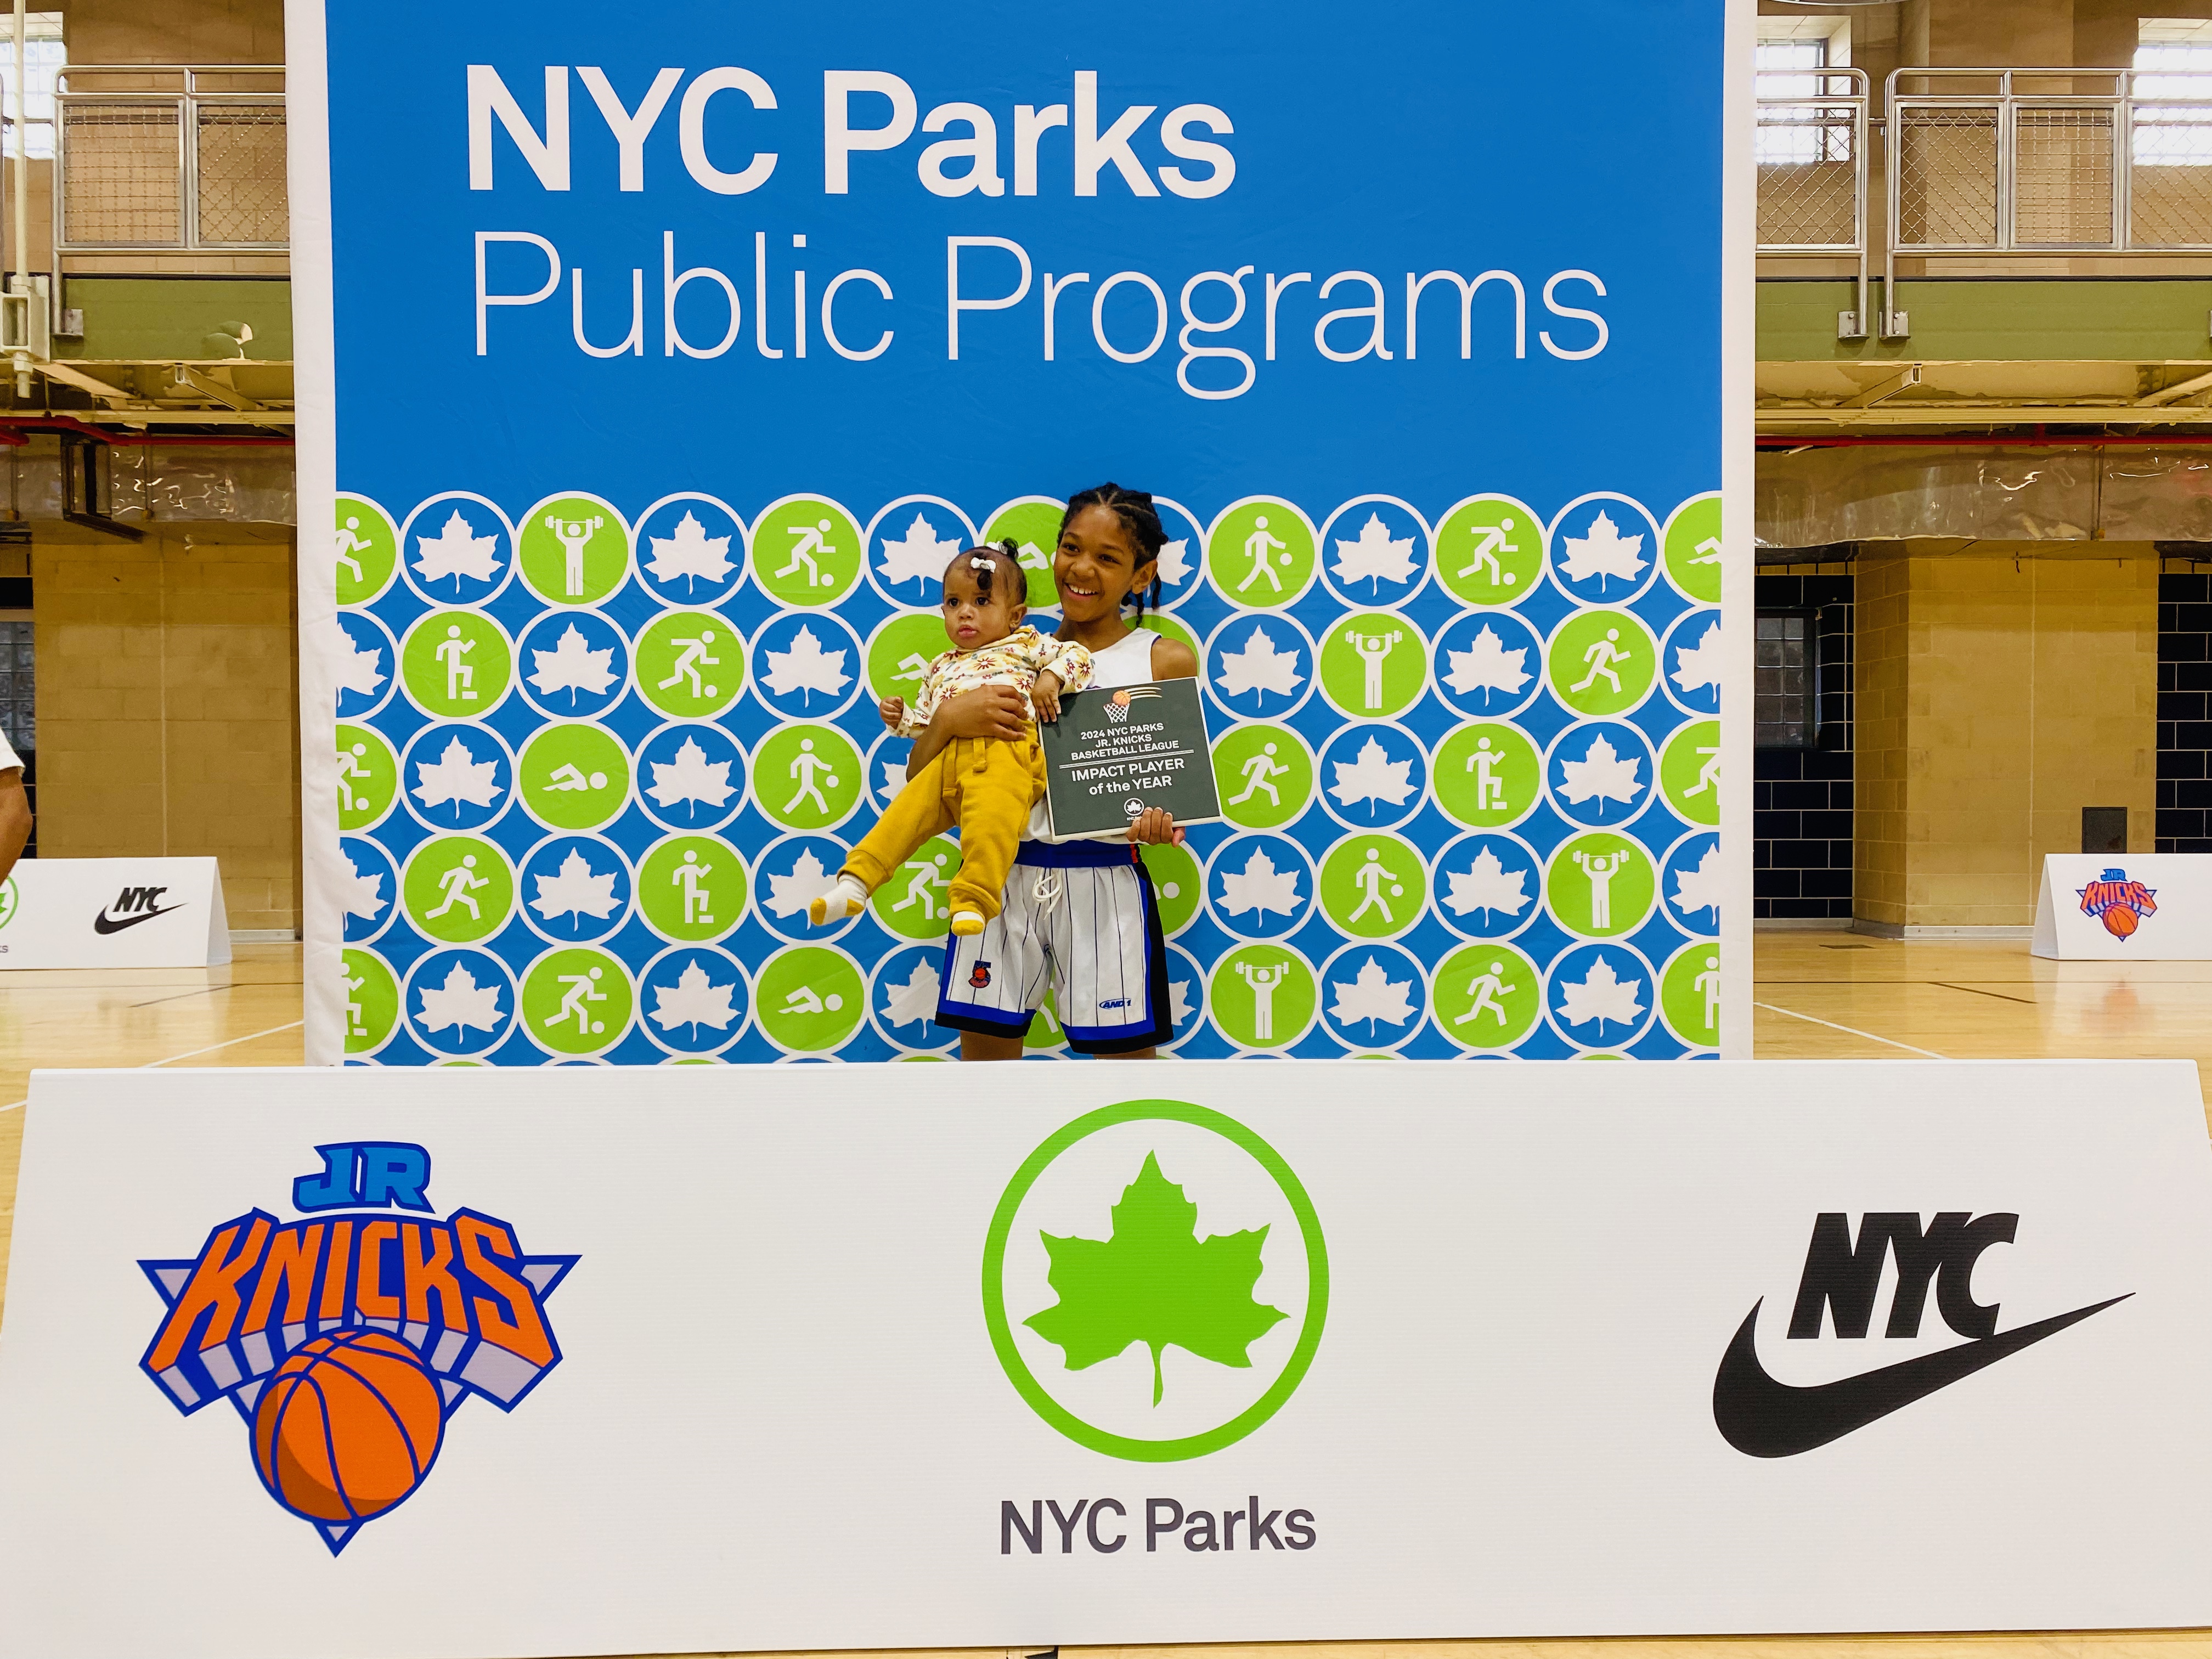 NYC Parks
Public Programs
2024 NYC PARKS
JR. KNICKS
BASKETBALL LEAGUE
IMPACT PLAYER
of the YEAR
5
AND1
NYC
JR
KNICKS
JR
KNICKS
NYC Parks
NYC